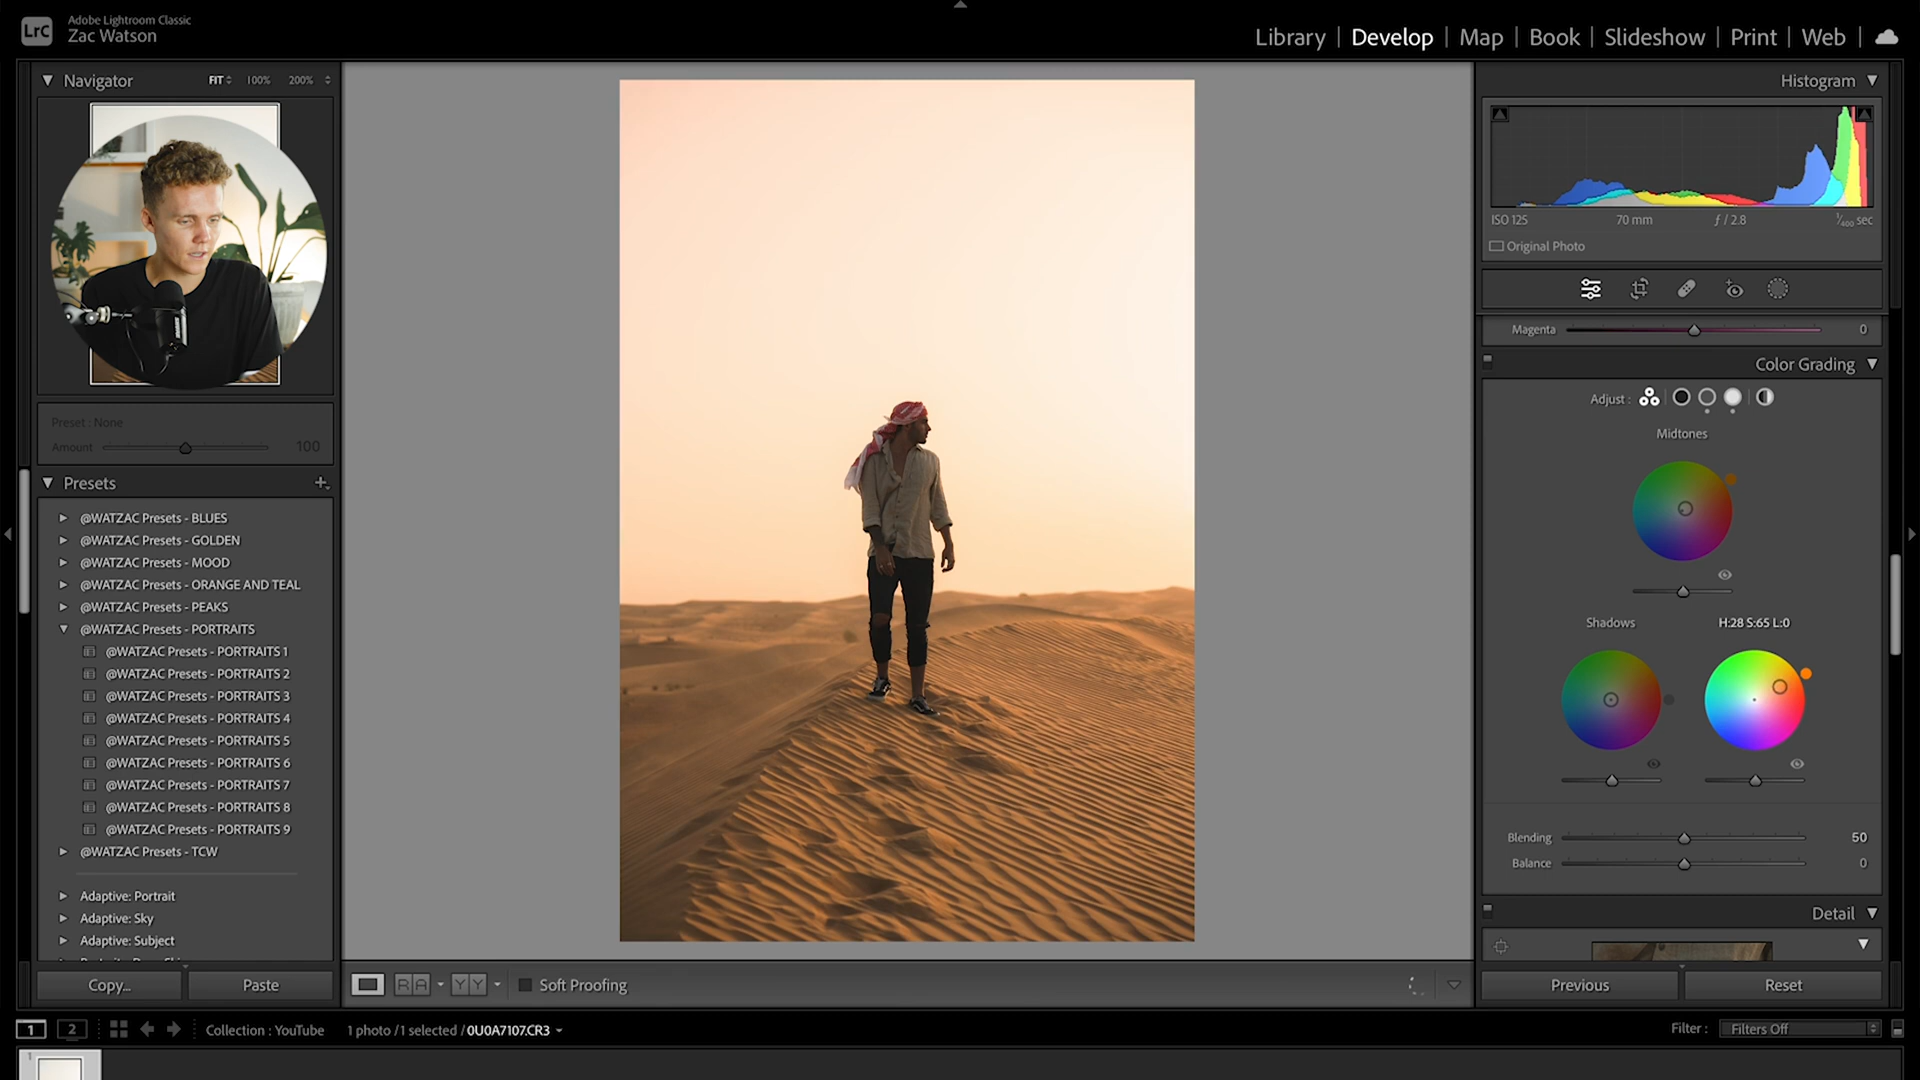 LrC
Adobe Lightroom Classic
Zac Watson
Library | Develop | Map | Book | Slideshow | Print | Web
Navigator
FIT
100%
200%
Preset : None
Amount
100
Presets
@WATZAC Presets - BLUES
@WATZAC Presets - GOLDEN
@WATZAC Presets - MOOD
@WATZAC Presets - ORANGE AND TEAL
@WATZAC Presets - PEAKS
@WATZAC Presets - PORTRAITS
@WATZAC Presets - PORTRAITS 1
@WATZAC Presets - PORTRAITS 2
@WATZAC Presets - PORTRAITS 3
@WATZAC Presets - PORTRAITS 4
@WATZAC Presets - PORTRAITS 5
@WATZAC Presets - PORTRAITS 6
@WATZAC Presets - PORTRAITS 7
@WATZAC Presets - PORTRAITS 8
@WATZAC Presets - PORTRAITS 9
@WATZAC Presets - TCW
Adaptive: Portrait
Adaptive: Sky
Adaptive: Subject
Copy...
Paste
RA
YY
Soft Proofing
Histogram
ISO 125
70 mm
ƒ / 2.8
1/400 sec
Original Photo
Magenta
0
Color Grading
Adjust :
Midtones
Shadows
H:28 S:65 L:0
Blending
50
Balance
0
Detail
Previous
Reset
1
2
Collection : YouTube
1 photo /1 selected /0U0A7107.CR3
Filter :
Filters Off
1